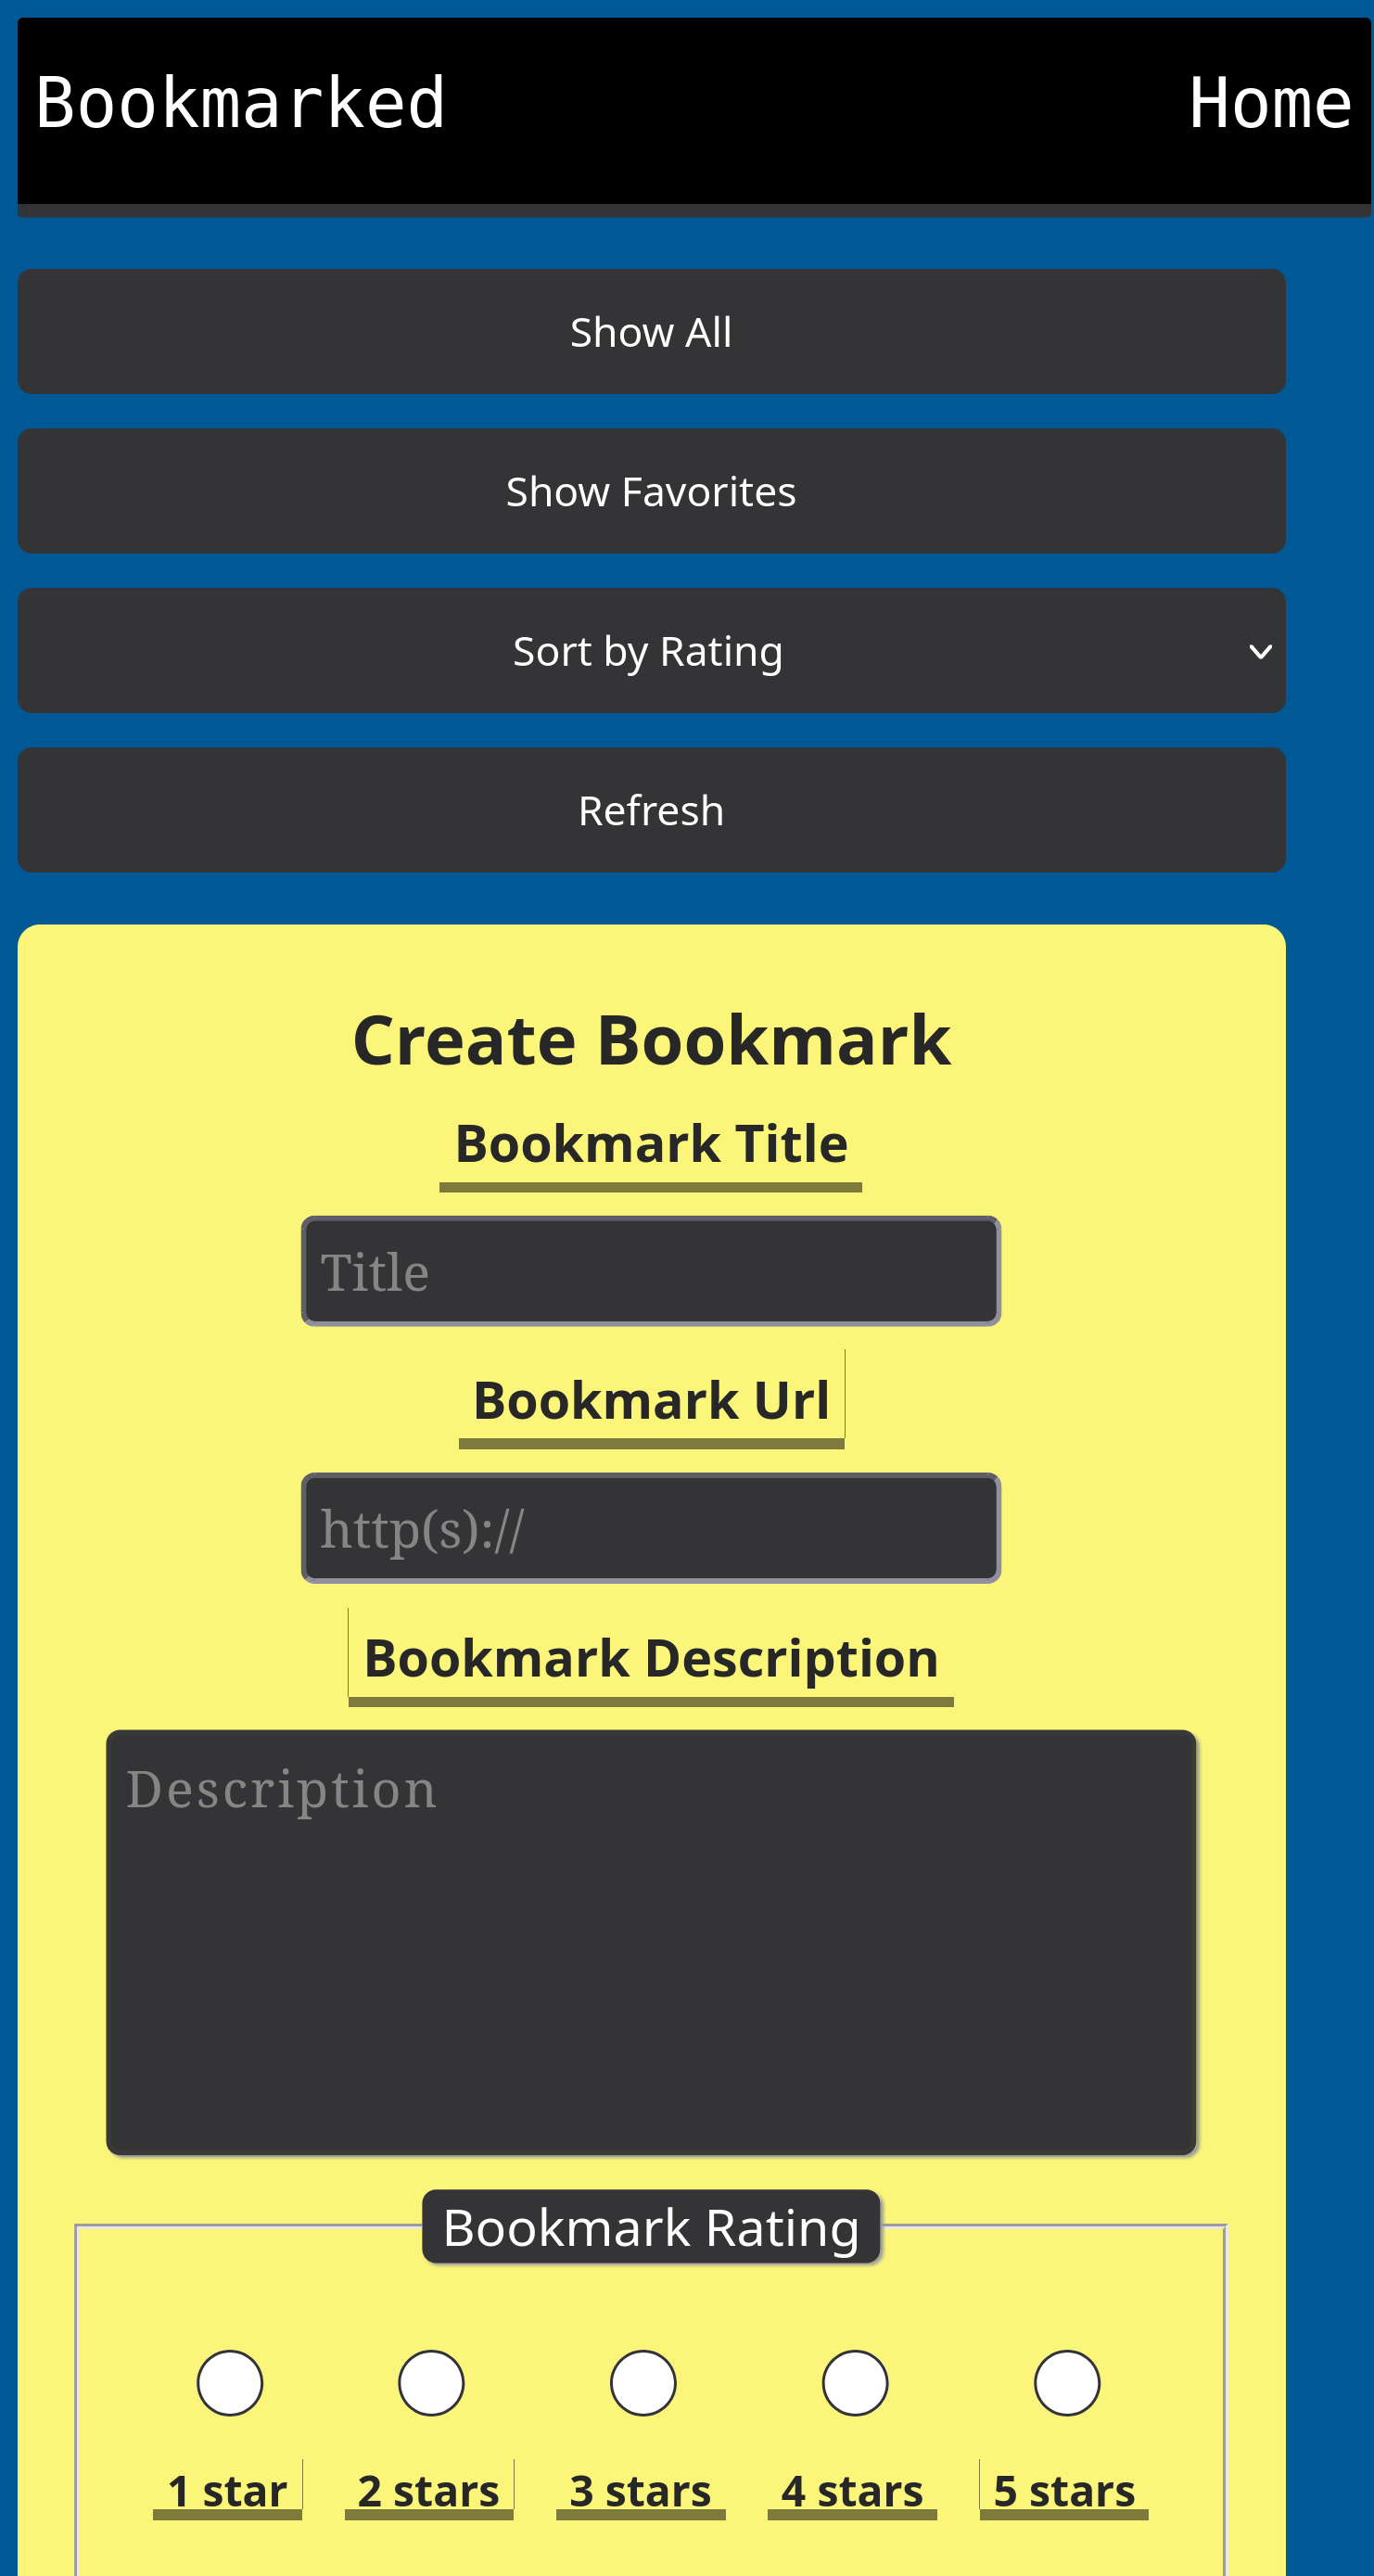 Bookmarked Home
Show All
Show Favorites
Sort by Rating
Refresh
Create Bookmark
Bookmark Title
Title
Bookmark Url
http(s)://
Bookmark Description
Description
Bookmark Rating
1 star 2 stars 3 stars 4 stars 5 stars